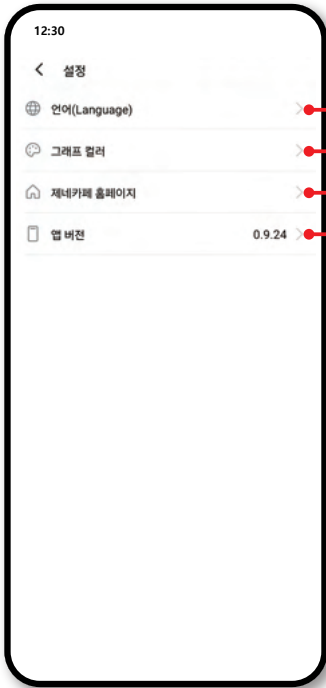 12:30
설정
언어(Language)
그래프 컬러
제네카페 홈페이지
앱 버전 0.9.24